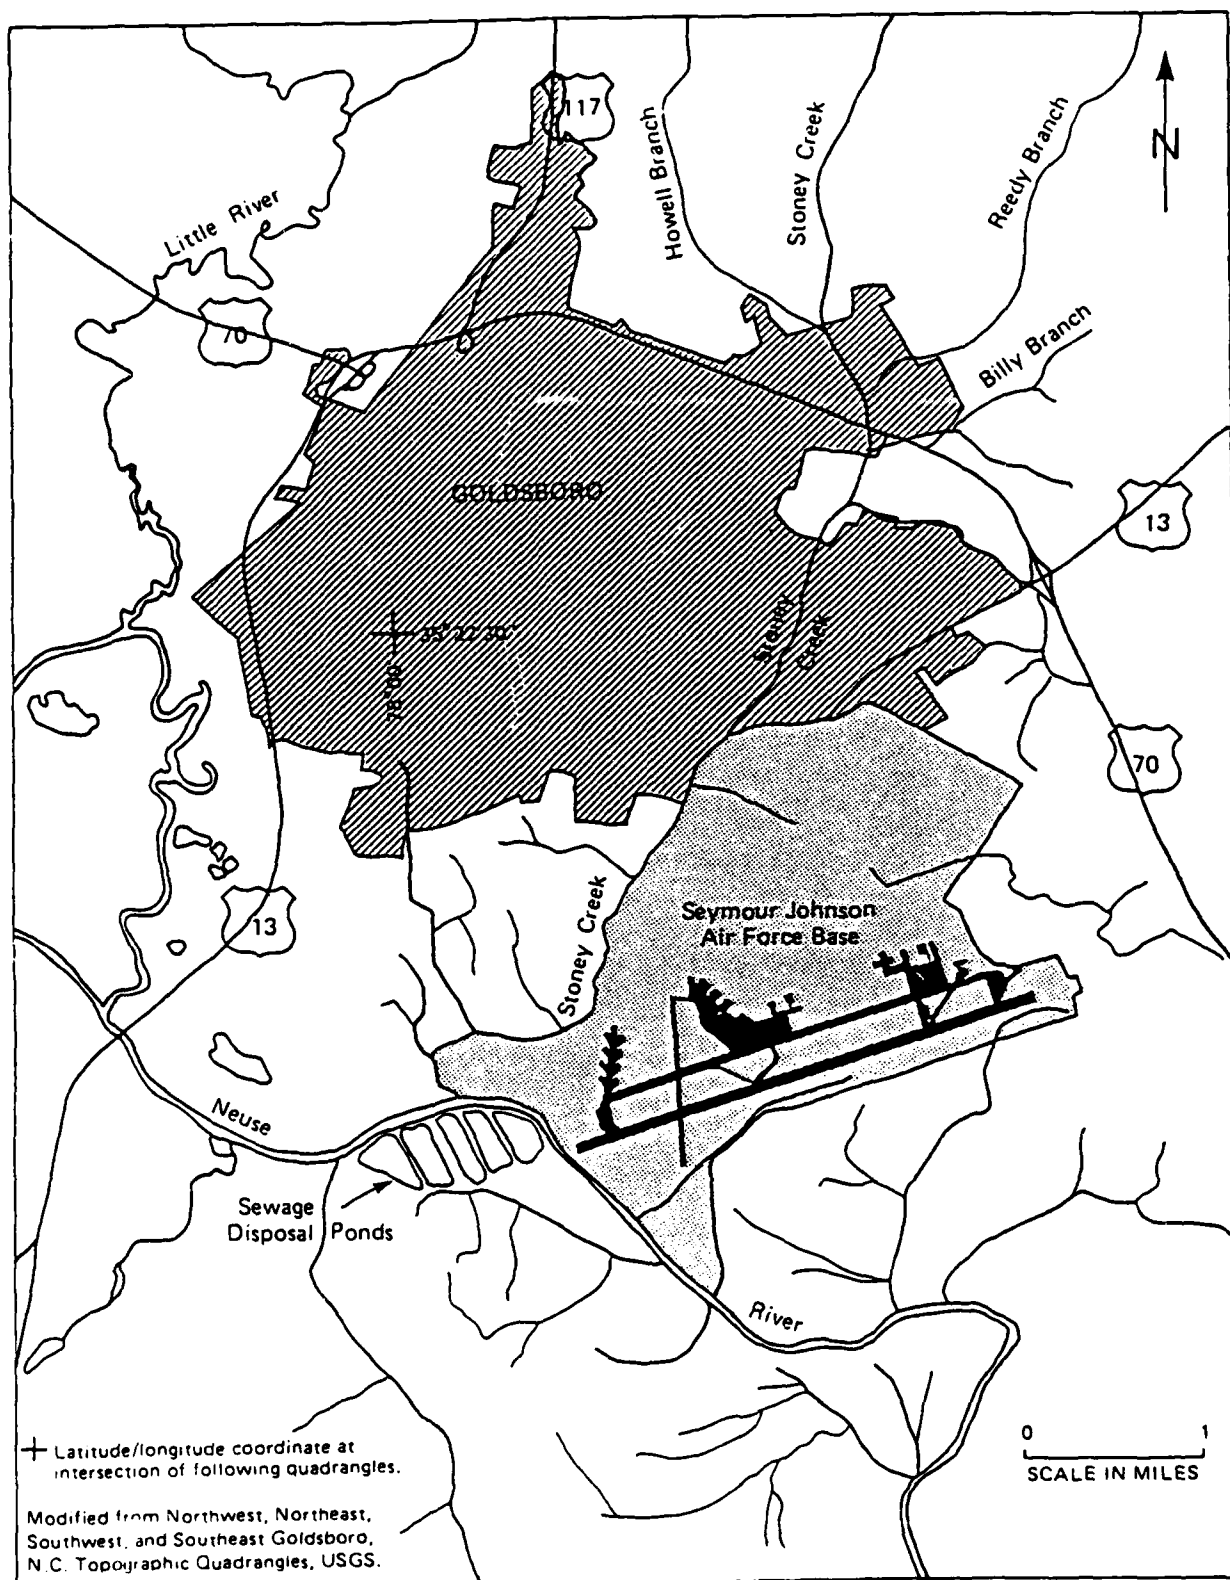 117
N
Howell Branch
Stoney Creek
Reedy Branch
Little River
70
Billy Branch
GOLDSBORO
13
35° 22' 30"
78°00'
Stoney
Creek
70
13
Stoney Creek
Seymour Johnson
Air Force Base
Neuse
Sewage
Disposal Ponds
River
0 1
SCALE IN MILES
Latitude/longitude coordinate at
intersection of following quadrangles.
Modified from Northwest, Northeast,
Southwest, and Southeast Goldsboro,
N.C. Topographic Quadrangles, USGS.